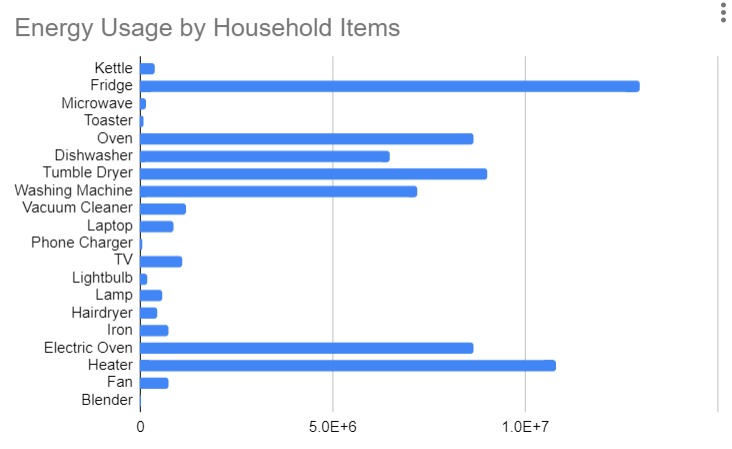 Energy Usage by Household Items
Kettle
Fridge
Microwave
Toaster
Oven
Dishwasher
Tumble Dryer
Washing Machine
Vacuum Cleaner
Laptop
Phone Charger
TV
Lightbulb
Lamp
Hairdryer
Iron
Electric Oven
Heater
Fan
Blender
0 5.0E+6 1.0E+7